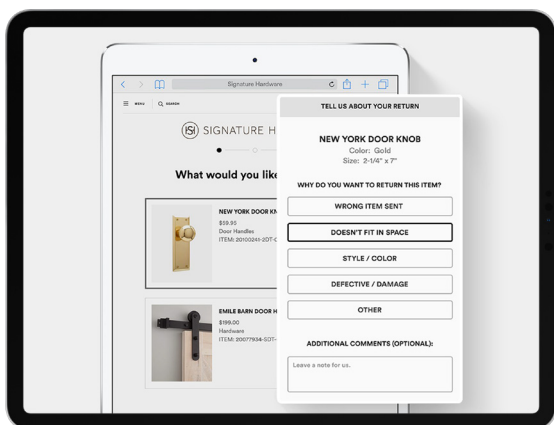 Signature Hardware
MENU
SEARCH
SIGNATURE H
What would you like
NEW YORK DOOR KN
$59.95
Door Handles
ITEM: 20100241-2DT-
EMILE BARN DOOR H
$199.00
Hardware
ITEM: 20077934-SDT-
TELL US ABOUT YOUR RETURN
NEW YORK DOOR KNOB
Color: Gold
Size: 2-1/4" x 7"
WHY DO YOU WANT TO RETURN THIS ITEM?
WRONG ITEM SENT
DOESN'T FIT IN SPACE
STYLE / COLOR
DEFECTIVE / DAMAGE
OTHER
ADDITIONAL COMMENTS (OPTIONAL):
Leave a note for us.